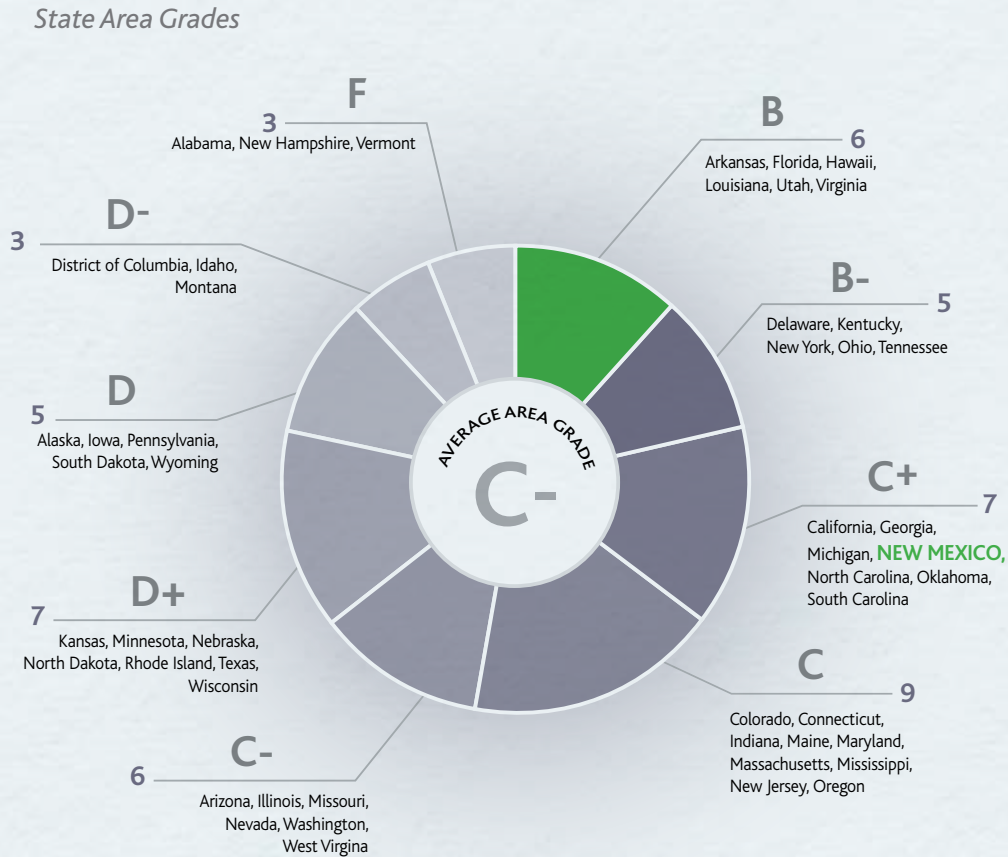 State Area Grades
F
3
Alabama, New Hampshire, Vermont
B
6
Arkansas, Florida, Hawaii,
Louisiana, Utah, Virginia
D-
3
District of Columbia, Idaho,
Montana
B-
5
Delaware, Kentucky,
New York, Ohio, Tennessee
D
5
Alaska, Iowa, Pennsylvania,
South Dakota, Wyoming
AVERAGE AREA GRADE
C-
C+
7
California, Georgia,
Michigan, NEW MEXICO,
North Carolina, Oklahoma,
South Carolina
D+
7
Kansas, Minnesota, Nebraska,
North Dakota, Rhode Island, Texas,
Wisconsin
C
9
Colorado, Connecticut,
Indiana, Maine, Maryland,
Massachusetts, Mississippi,
New Jersey, Oregon
C-
6
Arizona, Illinois, Missouri,
Nevada, Washington,
West Virgina